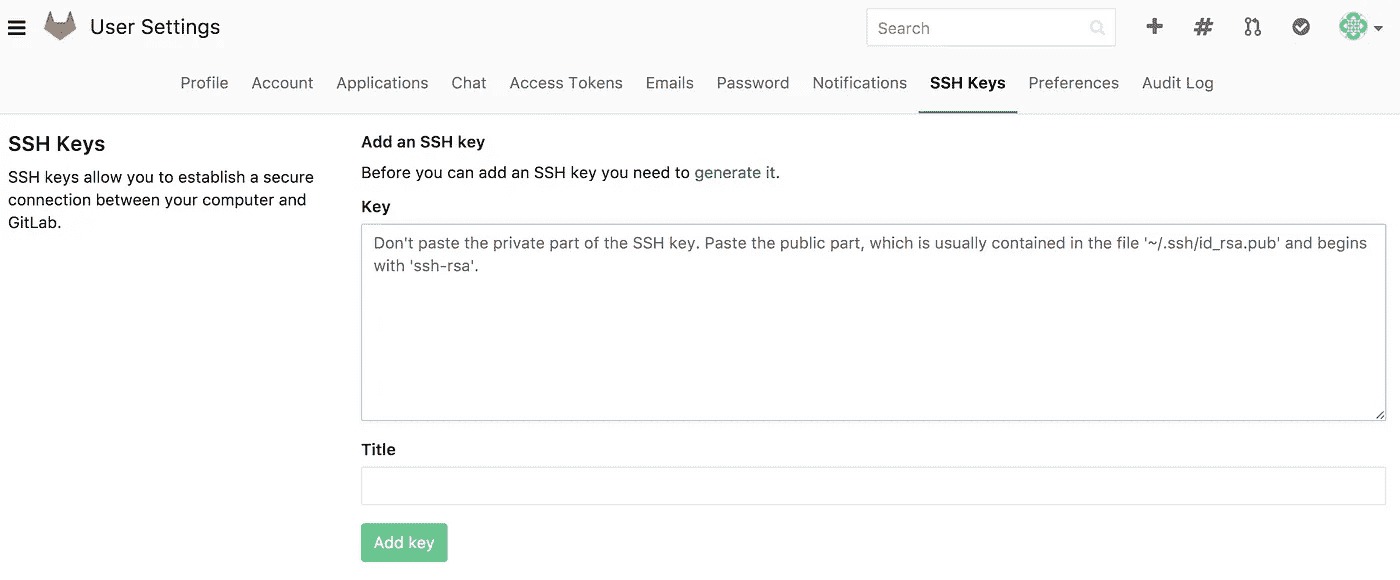 User Settings
Search
Profile Account Applications Chat Access Tokens Emails Password Notifications SSH Keys Preferences Audit Log
SSH Keys
SSH keys allow you to establish a secure
connection between your computer and
GitLab.
Add an SSH key
Before you can add an SSH key you need to generate it.
Key
Don't paste the private part of the SSH key. Paste the public part, which is usually contained in the file '~/.ssh/id_rsa.pub' and begins
with 'ssh-rsa'.
Title
Add key